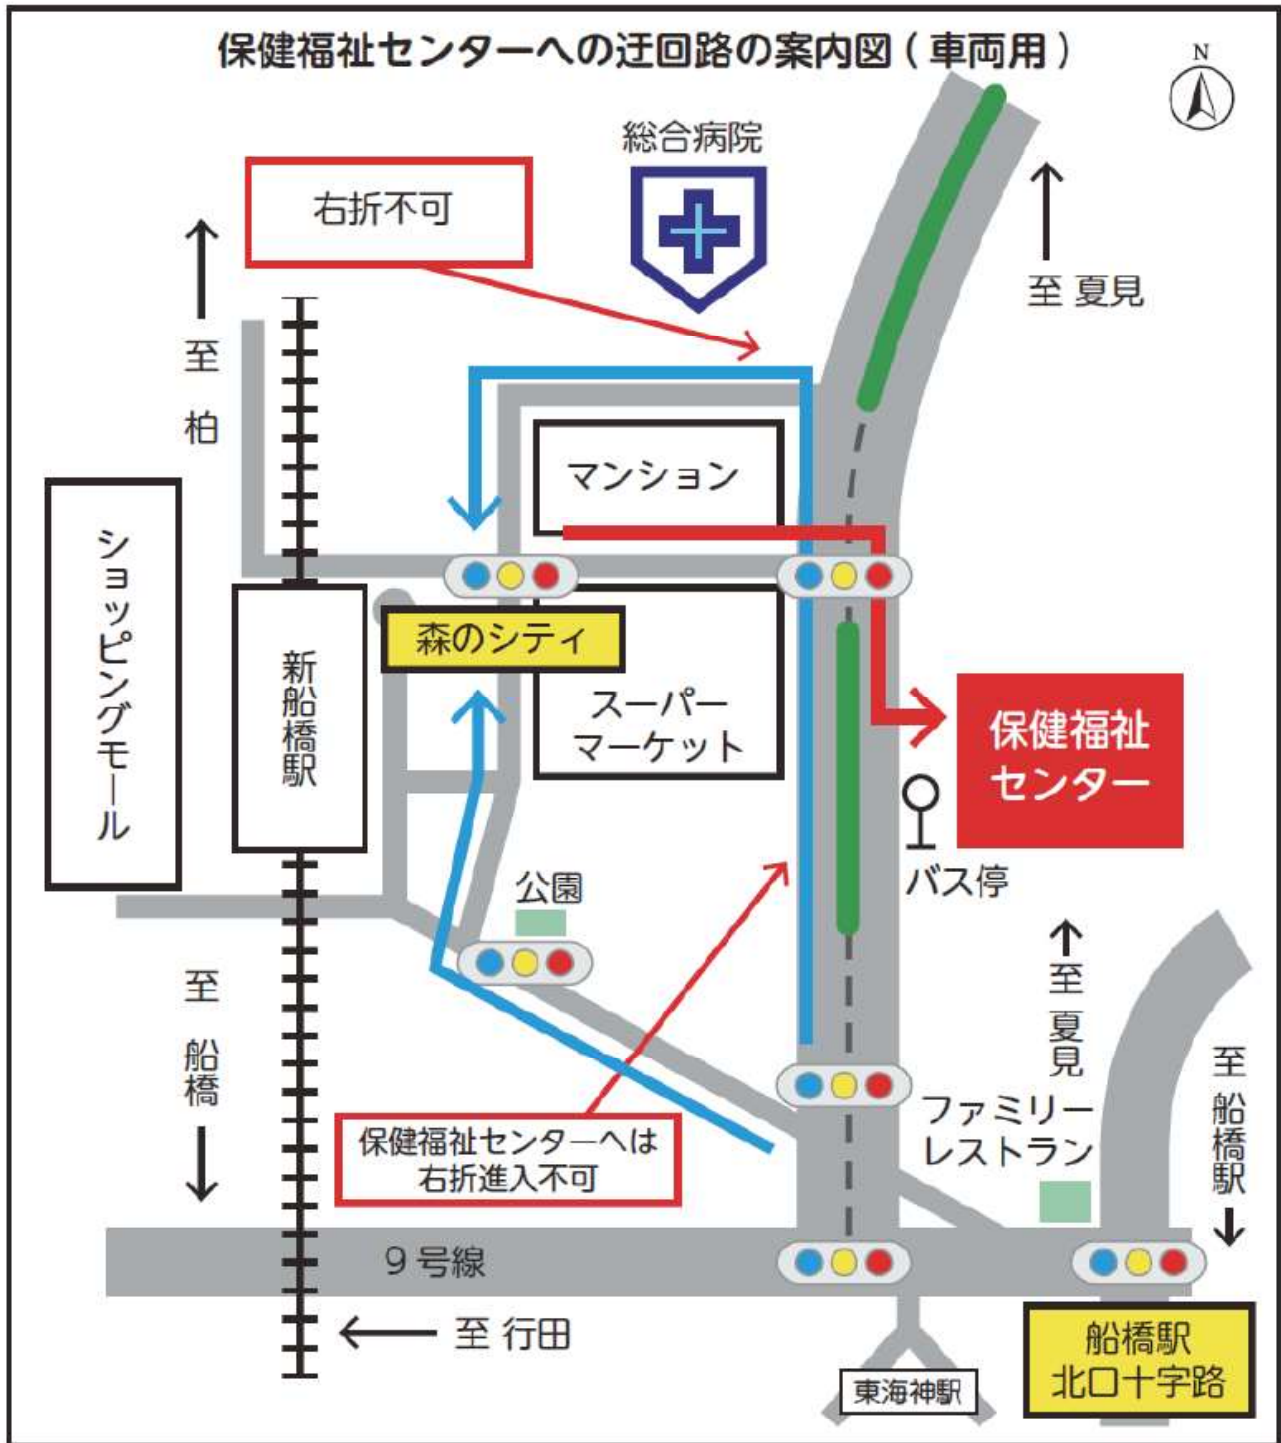 保健福祉センターへの迂回路の案内図(車両用)
N
総合病院
右折不可
至 夏見
至 柏
マンション
ショッピングモール
新船橋駅
森のシティ
スーパー
マーケット
保健福祉
センター
バス停
公園
至 船橋
至 夏見
至 船橋駅
ファミリー
レストラン
保健福祉センターへは
右折進入不可
9号線
至 行田
東海神駅
船橋駅
北口十字路